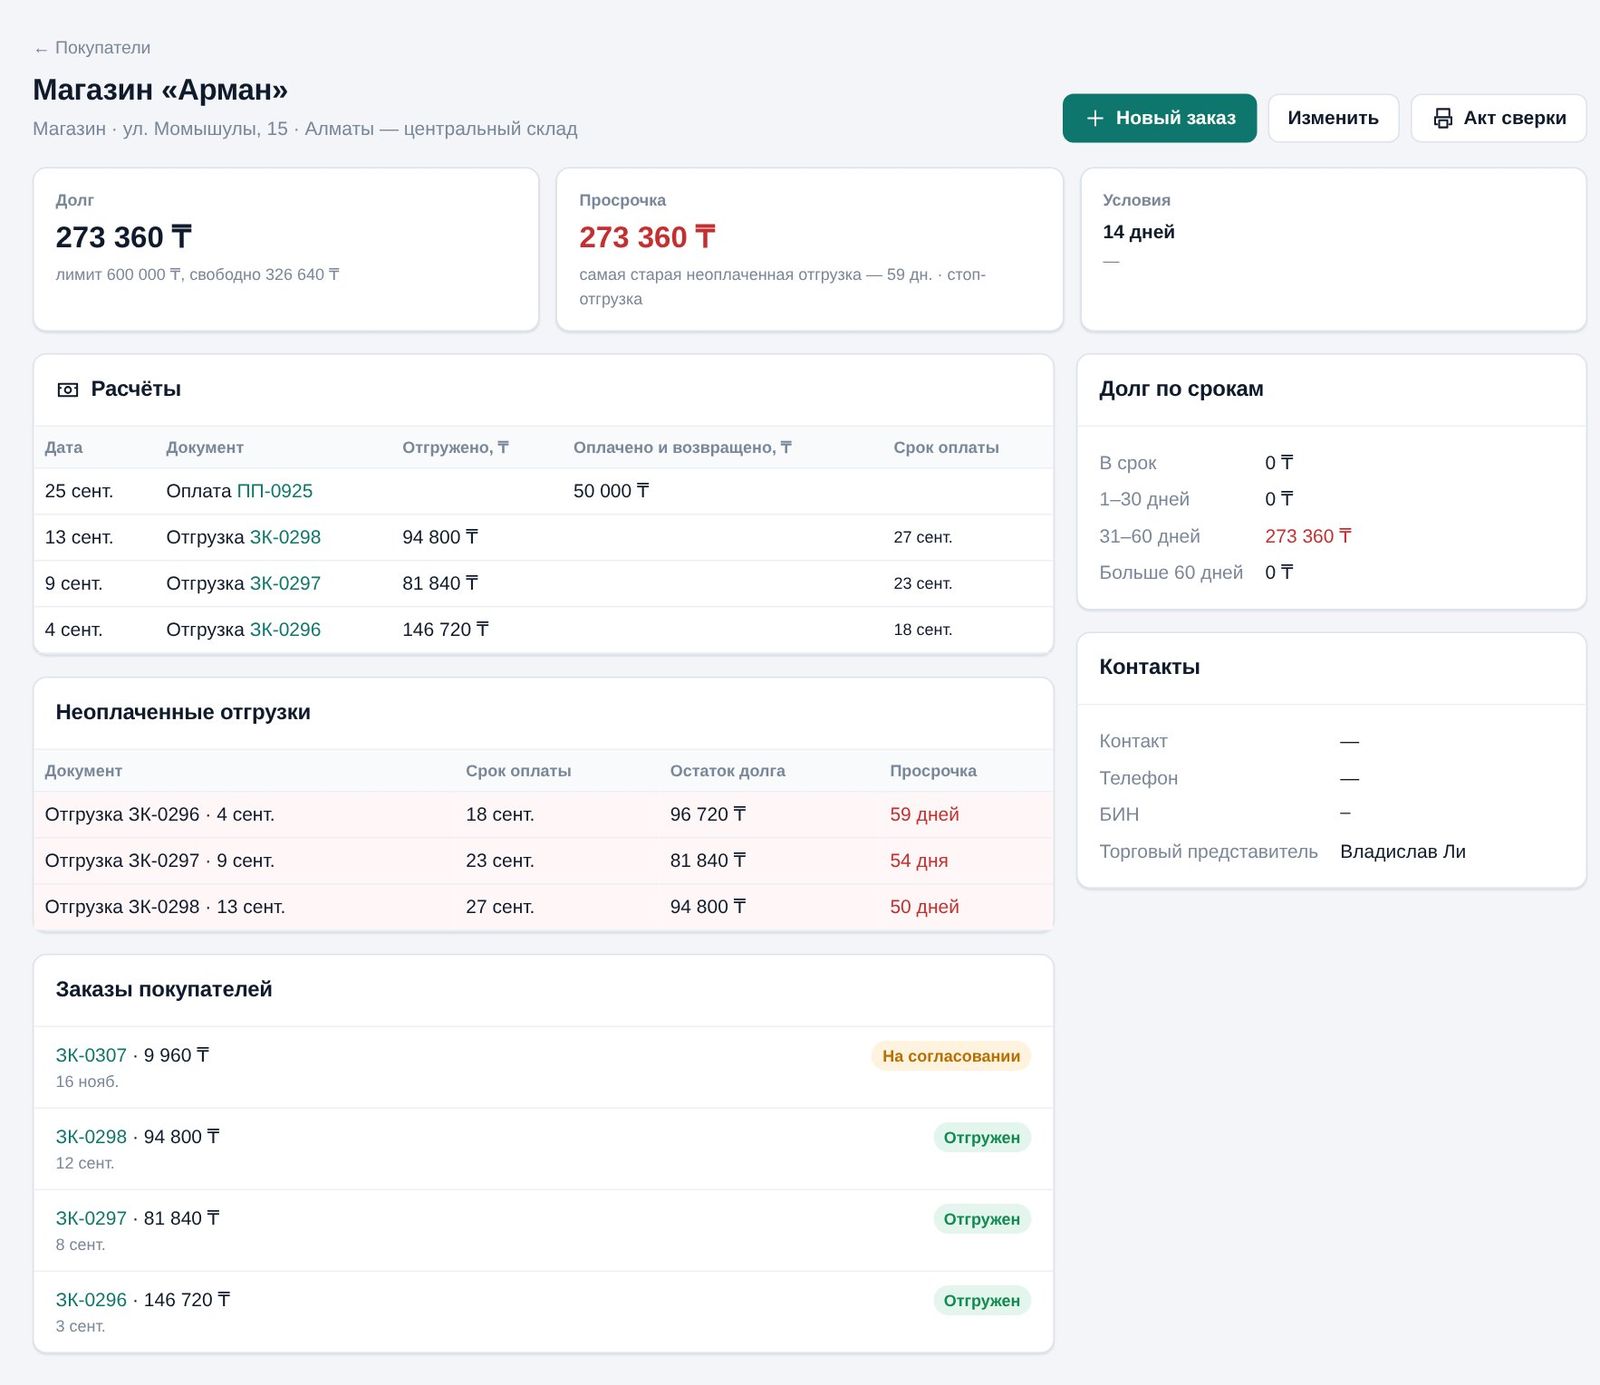 ← Покупатели
Магазин «Арман»
Магазин · ул. Момышулы, 15 · Алматы — центральный склад
Новый заказ
Изменить
Акт сверки
Долг
273 360 ₸
лимит 600 000 ₸, свободно 326 640 ₸
Просрочка
273 360 ₸
самая старая неоплаченная отгрузка — 59 дн. · стоп-
отгрузка
Условия
14 дней
—
Расчёты
Дата Документ Отгружено, ₸ Оплачено и возвращено, ₸ Срок оплаты
25 сент. Оплата ПП-0925 50 000 ₸
13 сент. Отгрузка ЗК-0298 94 800 ₸ 27 сент.
9 сент. Отгрузка ЗК-0297 81 840 ₸ 23 сент.
4 сент. Отгрузка ЗК-0296 146 720 ₸ 18 сент.
Неоплаченные отгрузки
Документ Срок оплаты Остаток долга Просрочка
Отгрузка ЗК-0296 · 4 сент. 18 сент. 96 720 ₸ 59 дней
Отгрузка ЗК-0297 · 9 сент. 23 сент. 81 840 ₸ 54 дня
Отгрузка ЗК-0298 · 13 сент. 27 сент. 94 800 ₸ 50 дней
Заказы покупателей
ЗК-0307 · 9 960 ₸ На согласовании
16 нояб.
ЗК-0298 · 94 800 ₸ Отгружен
12 сент.
ЗК-0297 · 81 840 ₸ Отгружен
8 сент.
ЗК-0296 · 146 720 ₸ Отгружен
3 сент.
Долг по срокам
В срок 0 ₸
1–30 дней 0 ₸
31–60 дней 273 360 ₸
Больше 60 дней 0 ₸
Контакты
Контакт —
Телефон —
БИН –
Торговый представитель Владислав Ли